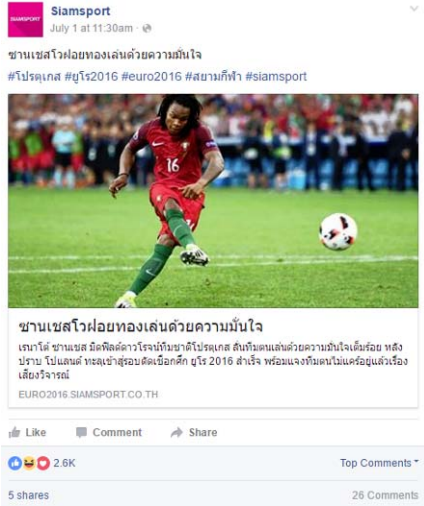 SIAMSPORT
Siamsport
July 1 at 11:30am
ซานเชสโวฝอยทองเล่นด้วยความมั่นใจ
#โปรตุเกส #ยูโร2016 #euro2016 #สยามกีฬา #siamsport
16
ซานเชสโวฝอยทองเล่นด้วยความมั่นใจ
เรนาโต้ ซานเชส มิดฟิลด์ดาวโรจน์ทีมชาติโปรตุเกส ลั่นทีมตนเล่นด้วยความมั่นใจเต็มร้อย หลัง
ปราบ โปแลนด์ ทะลุเข้าสู่รอบตัดเชือกศึก ยูโร 2016 สำเร็จ พร้อมแจงทีมตนไม่แคร์อยู่แล้วเรื่อง
เสียงวิจารณ์
EURO2016.SIAMSPORT.CO.TH
Like Comment Share
2.6K Top Comments
5 shares 26 Comments